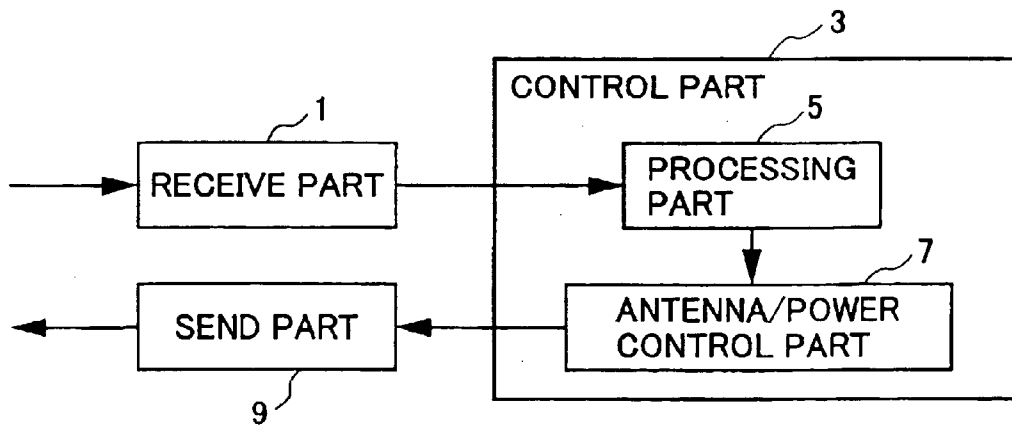 3
CONTROL PART
1
5
RECEIVE PART
PROCESSING
PART
7
SEND PART
ANTENNA/POWER
CONTROL PART
9